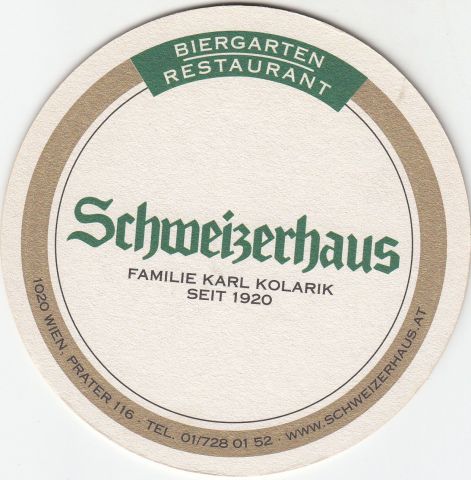 BIERGARTEN
RESTAURANT
Schweizerhaus
FAMILIE KARL KOLARIK
SEIT 1920
1020 WIEN, PRATER 116 · TEL. 01/728 01 52 · WWW.SCHWEIZERHAUS.AT